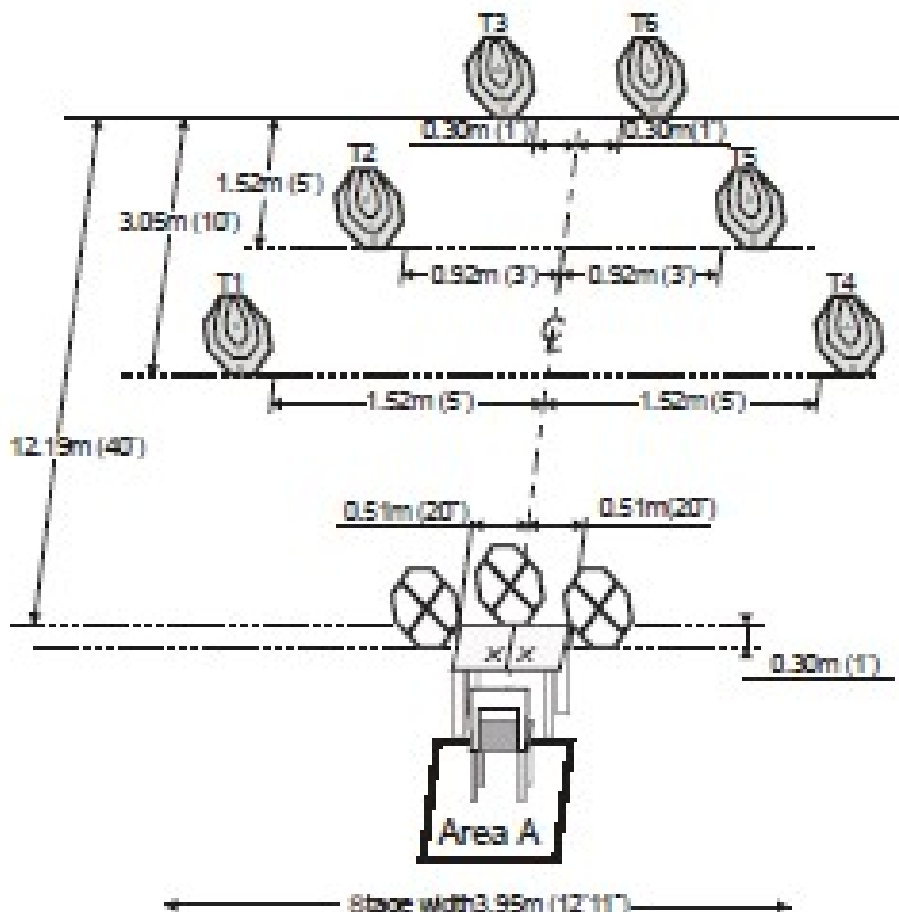 T3 T6
0.30m (1') 0.30m(1')
T2 T5
1.52m (5')
3.05m (10')
0.92m (3') 0.92m (3')
T1 T4
℄
1.52m (5') 1.52m (5')
12.19m (40')
0.51m (20") 0.51m(20")
X X
0.30m (1')
Area A
Stage width3.95m (12'11")